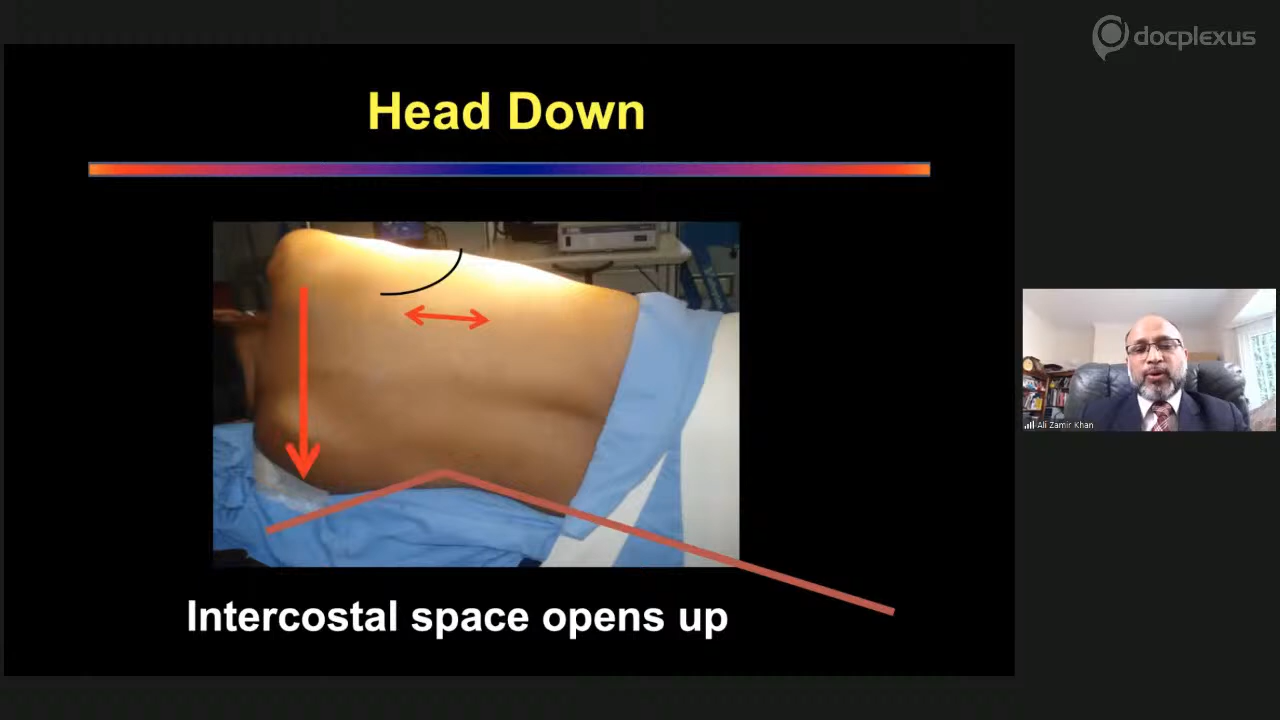 docplexus
Head Down
Intercostal space opens up
Ali Zamir Khan